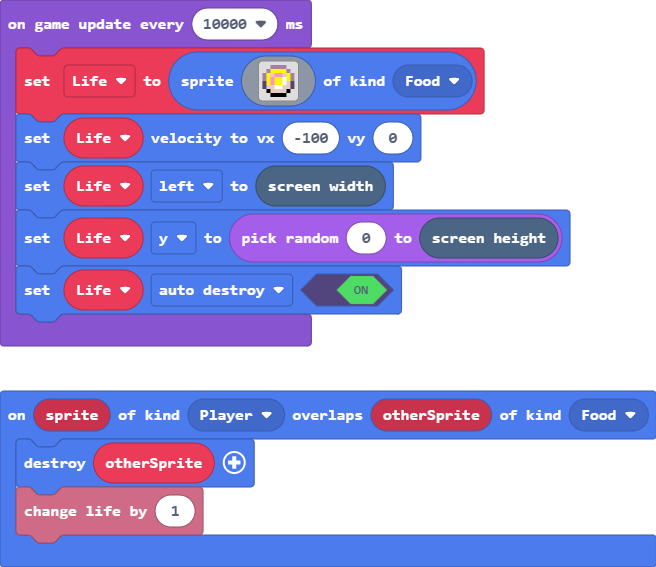 on game update every 10000 ms
set Life to sprite of kind Food
set Life velocity to vx -100 vy 0
set Life left to screen width
set Life y to pick random 0 to screen height
set Life auto destroy ON
on sprite of kind Player overlaps otherSprite of kind Food
destroy otherSprite
change life by 1